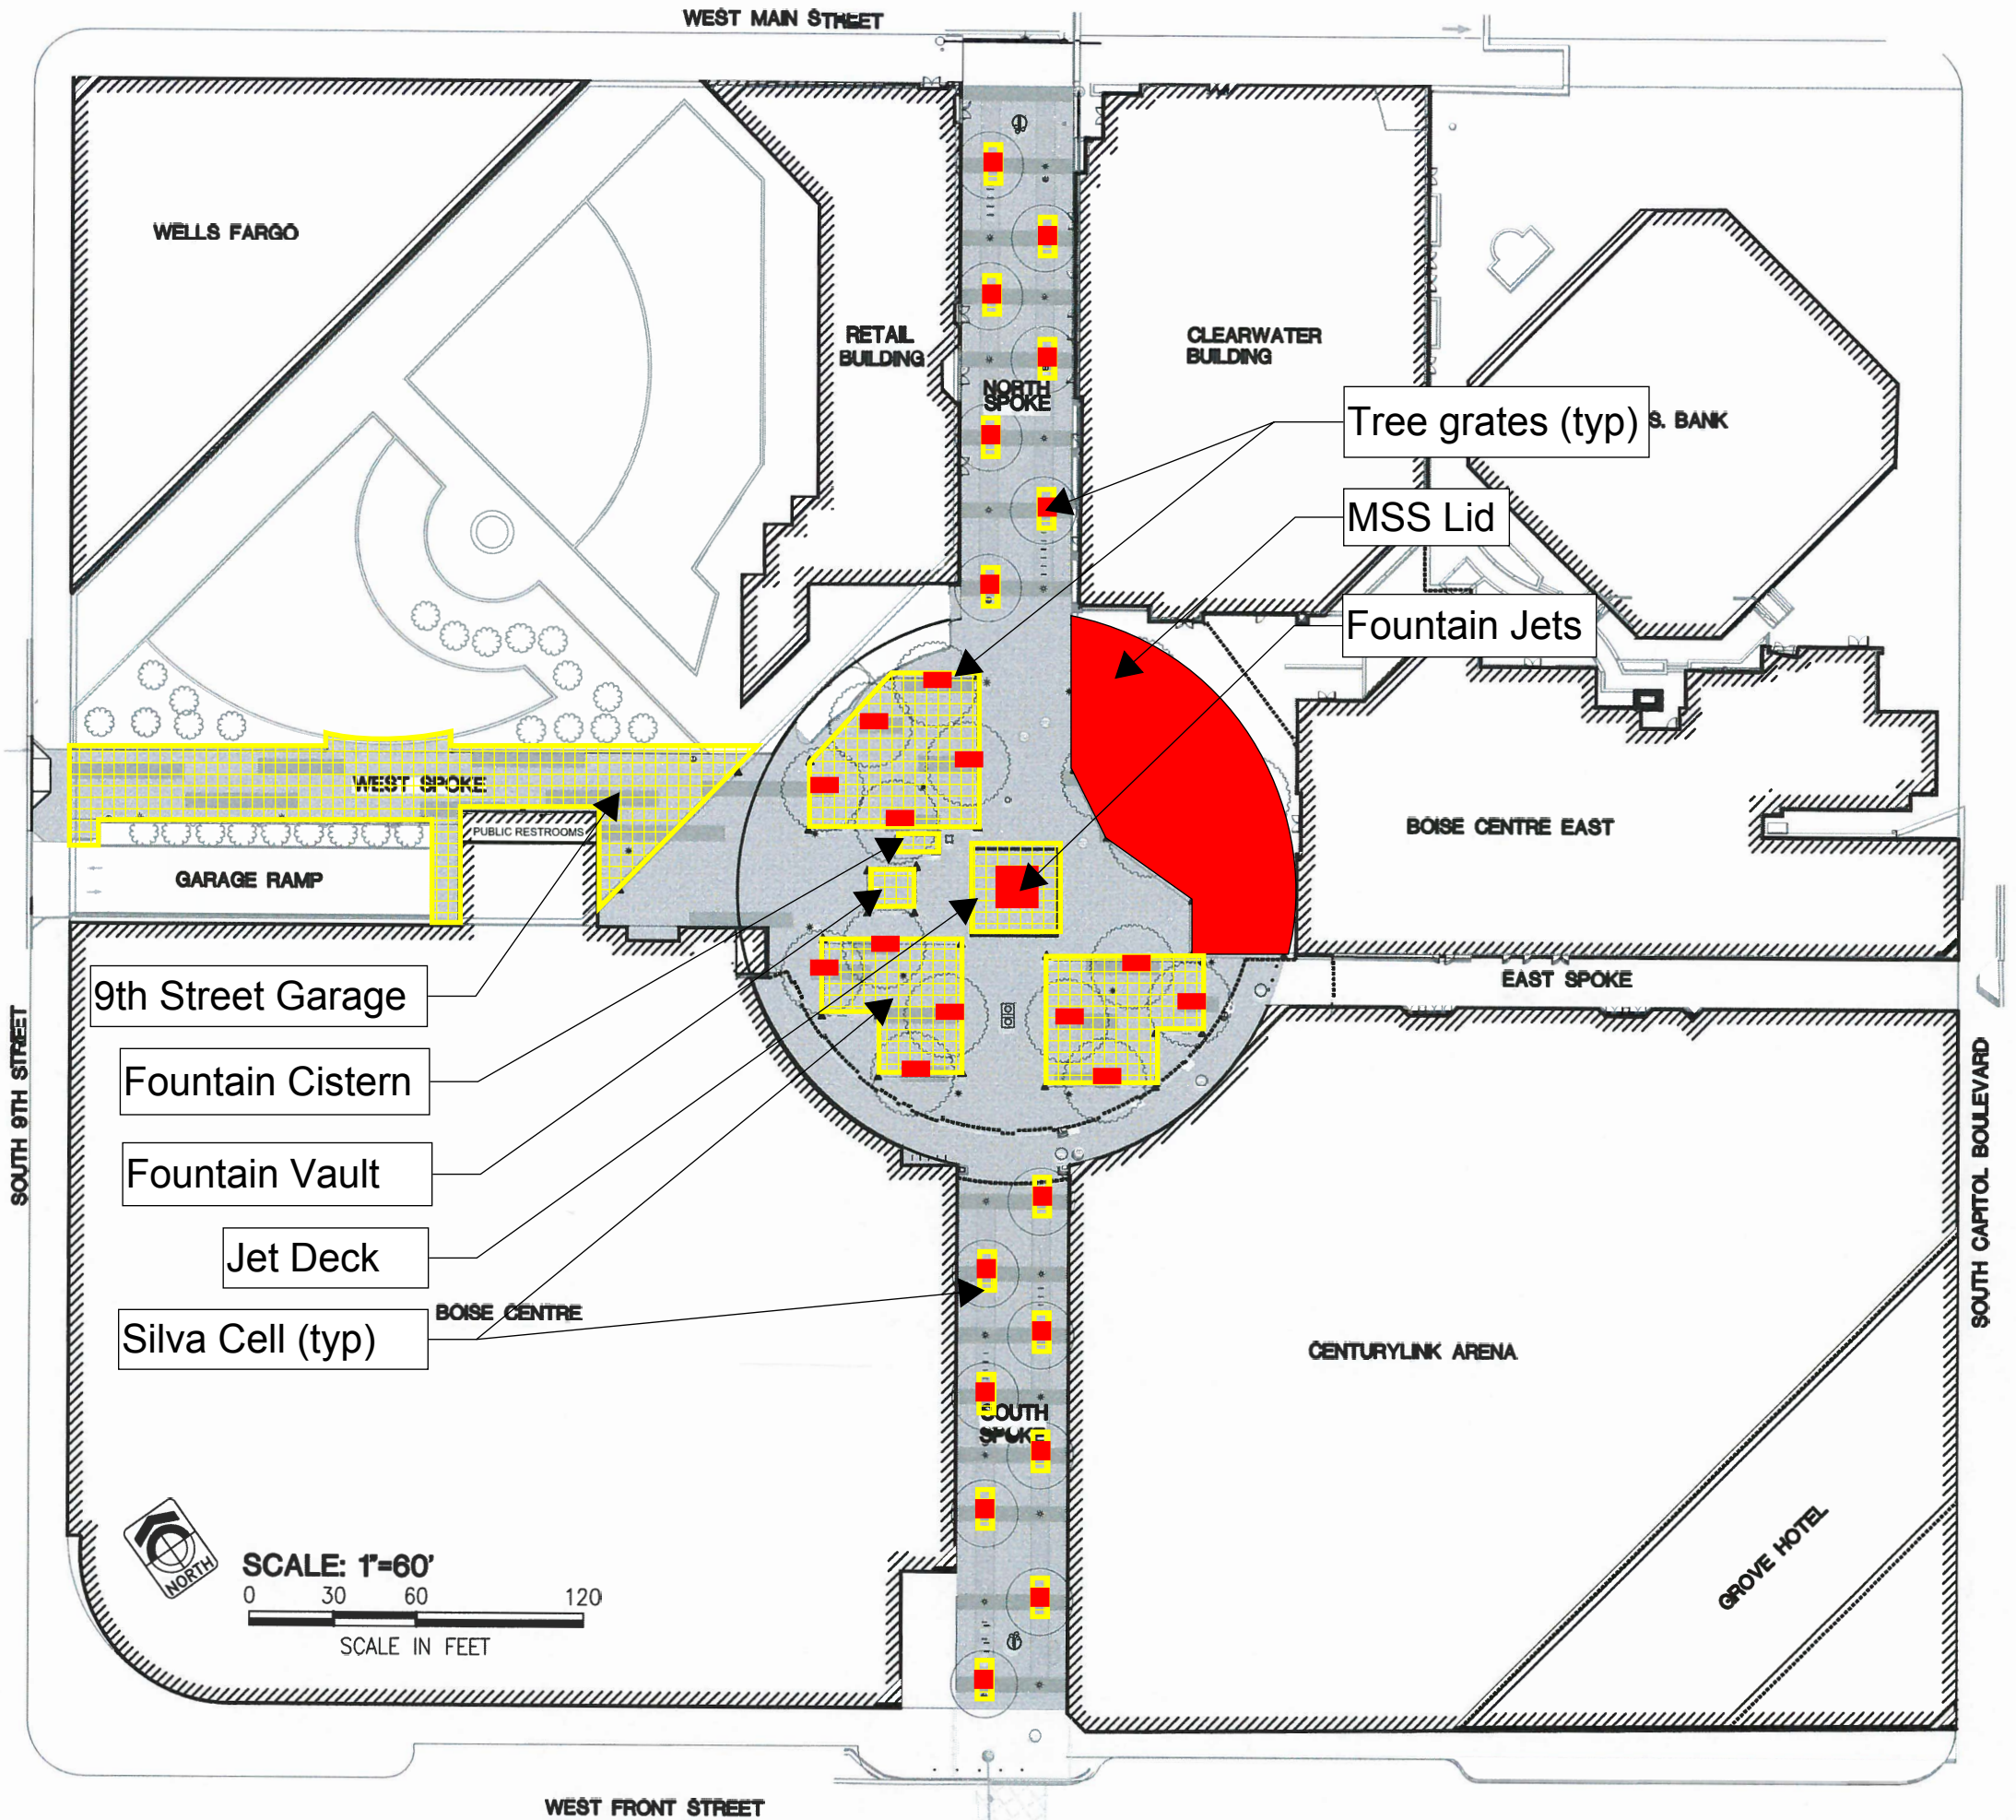 WEST MAIN STREET
WELLS FARGO
RETAIL
BUILDING
CLEARWATER
BUILDING
NORTH
SPOKE
Tree grates (typ)
S. BANK
MSS Lid
Fountain Jets
WEST SPOKE
PUBLIC RESTROOMS
GARAGE RAMP
BOISE CENTRE EAST
EAST SPOKE
9th Street Garage
Fountain Cistern
Fountain Vault
Jet Deck
Silva Cell (typ)
BOISE CENTRE
CENTURYLINK ARENA
SOUTH
SPOKE
SOUTH 9TH STREET
SOUTH CAPITOL BOULEVARD
GROVE HOTEL
NORTH
SCALE: 1"=60'
0 30 60 120
SCALE IN FEET
WEST FRONT STREET